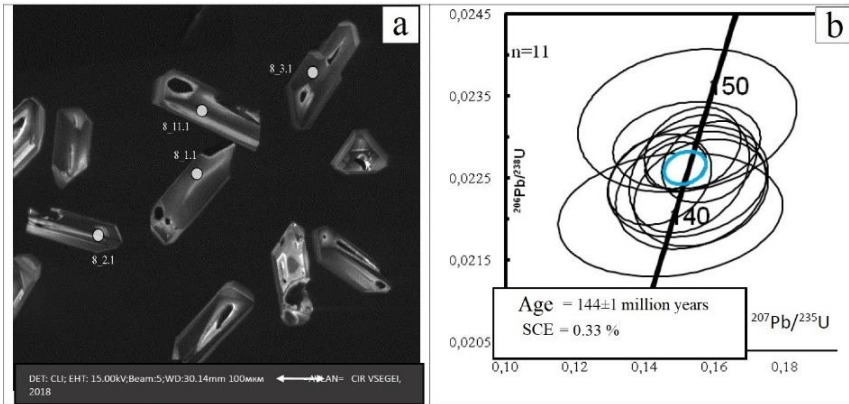 a
8_3.1
8_11.1
8_1.1
8_2.1
DET: CLI; EHT: 15.00kV;Beam:5;WD:30.14mm 100мкм CIR VSEGEI,
2018
b
0,0245
n=11
150
0,0235
²⁰⁶Pb/²³⁸U
0,0225
140
0,0215
Age = 144±1 million years
SCE = 0.33 %
²⁰⁷Pb/²³⁵U
0,0205
0,10 0,12 0,14 0,16 0,18